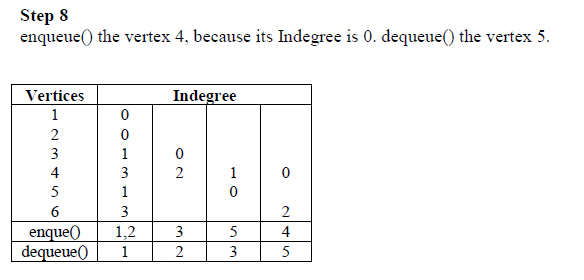 Step 8
enqueue() the vertex 4, because its Indegree is 0. dequeue() the vertex 5.
Vertices Indegree
1 0
2 0
3 1 0
4 3 2 1 0
5 1 0
6 3 2
enque() 1,2 3 5 4
dequeue() 1 2 3 5